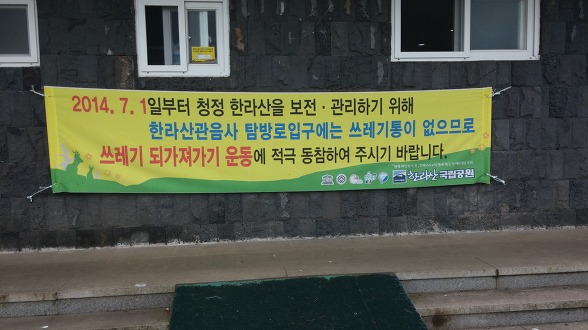 2014. 7. 1일부터 청정 한라산을 보전 · 관리하기 위해
한라산관음사 탐방로입구에는 쓰레기통이 없으므로
쓰레기 되가져가기 운동에 적극 동참하여 주시기 바랍니다
한라산국립공원